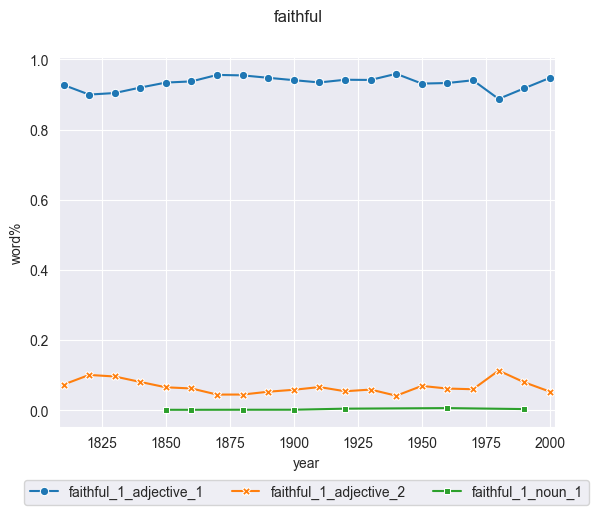 faithful
1.0
0.8
0.6
0.4
0.2
0.0
word%
1825 1850 1875 1900 1925 1950 1975 2000
year
faithful_1_adjective_1 faithful_1_adjective_2 faithful_1_noun_1